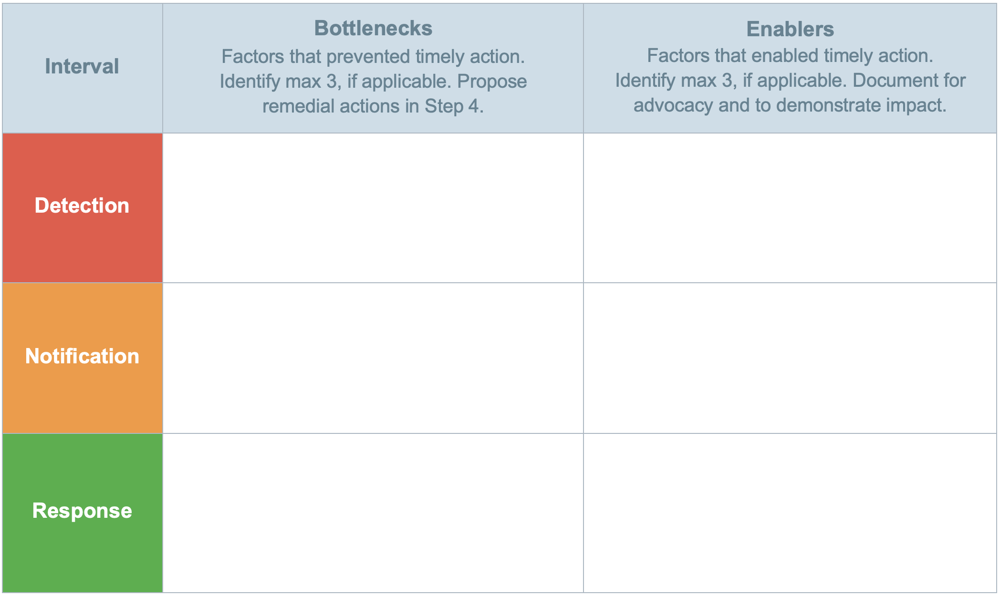 Interval
Bottlenecks
Factors that prevented timely action.
Identify max 3, if applicable. Propose
remedial actions in Step 4.
Enablers
Factors that enabled timely action.
Identify max 3, if applicable. Document for
advocacy and to demonstrate impact.
Detection
Notification
Response